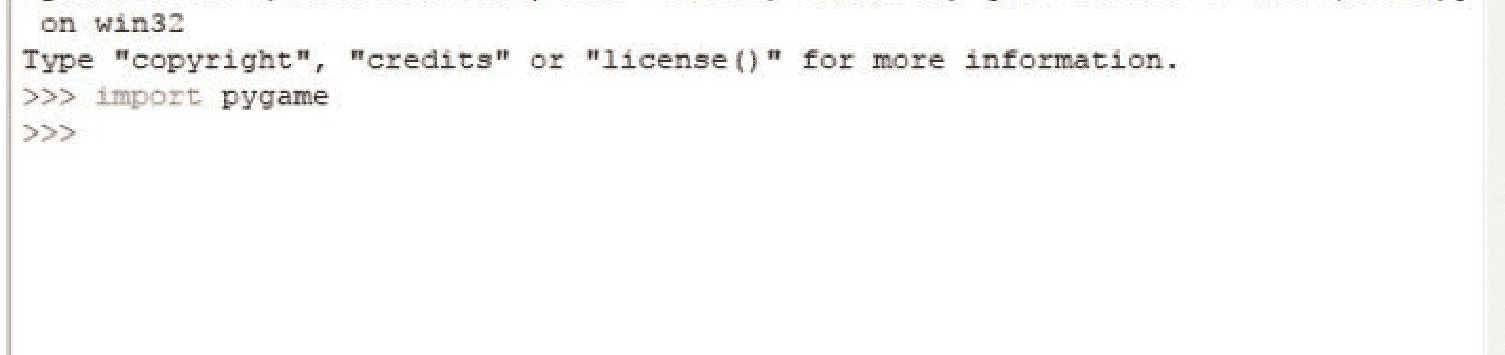 on win32
Type "copyright", "credits" or "license()" for more information.
>>> import pygame
>>>